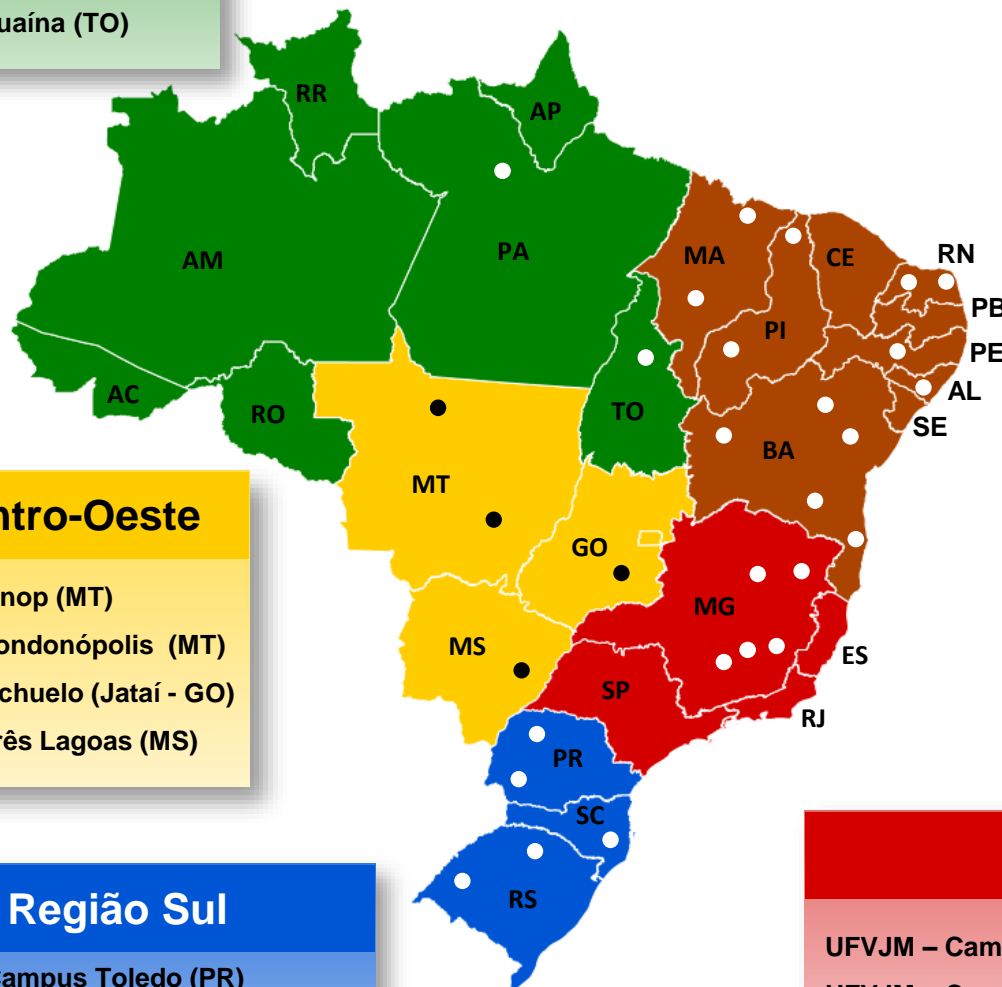 uaína (TO)
RR
AP
AM
PA
MA
CE
RN
PB
PI
PE
AC
RO
TO
AL
SE
BA
MT
ntro-Oeste
GO
nop (MT)
ondonópolis (MT)
chuelo (Jataí - GO)
rês Lagoas (MS)
MG
MS
ES
SP
RJ
PR
SC
RS
Região Sul
Campus Toledo (PR)
UFVJM – Cam